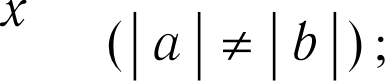 x (| a | ≠ | b |) ;